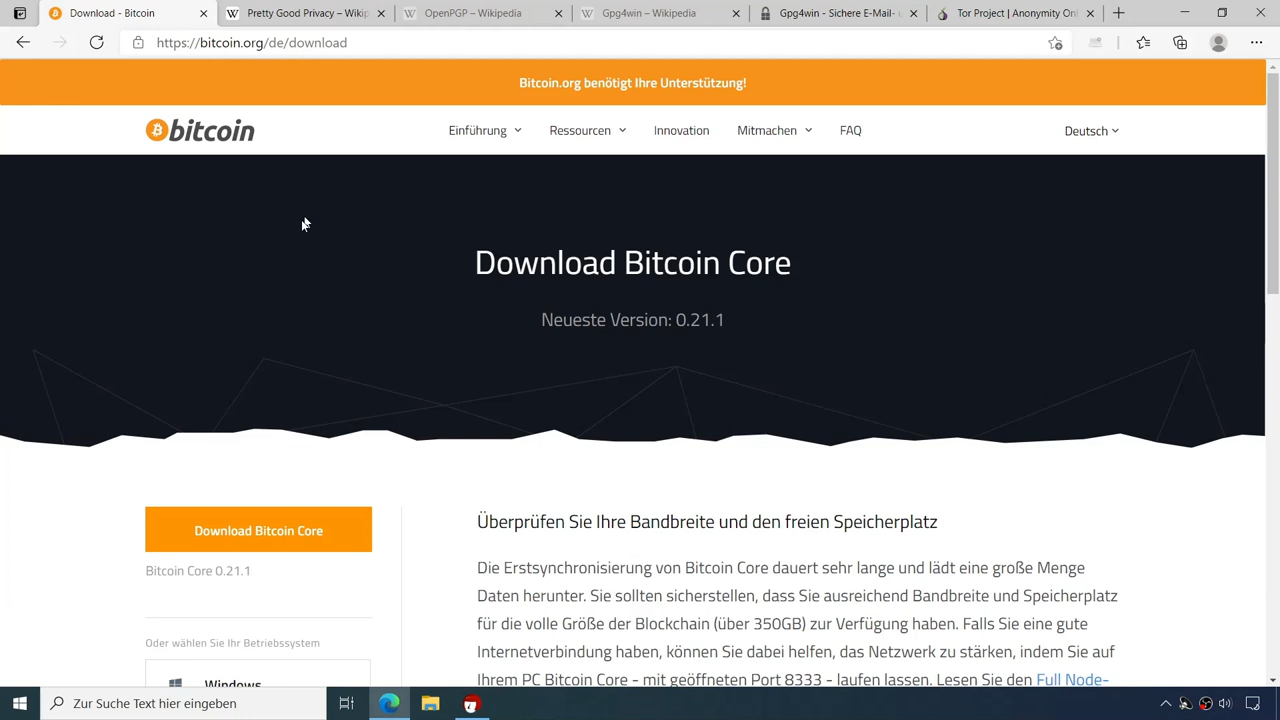 Download - Bitcoin
Pretty Good Privacy – Wikip
OpenPGP – Wikipedia
Gpg4win – Wikipedia
Gpg4win - Sichere E-Mail- u
Tor Project | Anonymity Onl
https://bitcoin.org/de/download
Bitcoin.org benötigt Ihre Unterstützung!
bitcoin
Einführung
Ressourcen
Innovation
Mitmachen
FAQ
Deutsch
Download Bitcoin Core
Neueste Version: 0.21.1
Download Bitcoin Core
Bitcoin Core 0.21.1
Oder wählen Sie Ihr Betriebssystem
Windows
Überprüfen Sie Ihre Bandbreite und den freien Speicherplatz
Die Erstsynchronisierung von Bitcoin Core dauert sehr lange und lädt eine große Menge
Daten herunter. Sie sollten sicherstellen, dass Sie ausreichend Bandbreite und Speicherplatz
für die volle Größe der Blockchain (über 350GB) zur Verfügung haben. Falls Sie eine gute
Internetverbindung haben, können Sie dabei helfen, das Netzwerk zu stärken, indem Sie auf
Ihrem PC Bitcoin Core - mit geöffneten Port 8333 - laufen lassen. Lesen Sie den Full Node-
Zur Suche Text hier eingeben